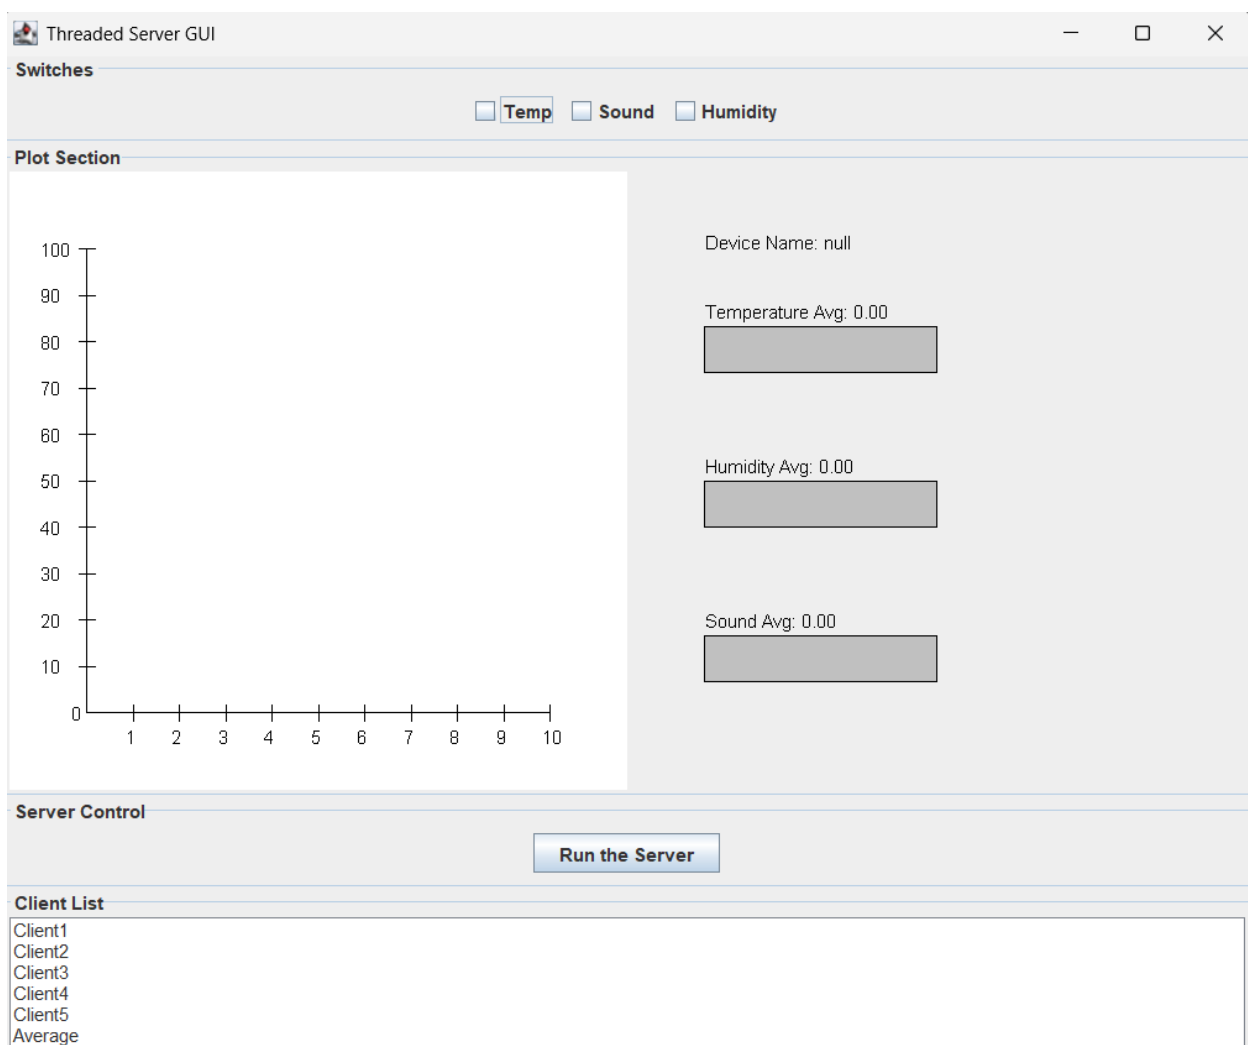 Threaded Server GUI
Switches
Temp Sound Humidity
Plot Section
100
90
80
70
60
50
40
30
20
10
0
1 2 3 4 5 6 7 8 9 10
Device Name: null
Temperature Avg: 0.00
Humidity Avg: 0.00
Sound Avg: 0.00
Server Control
Run the Server
Client List
Client1
Client2
Client3
Client4
Client5
Average